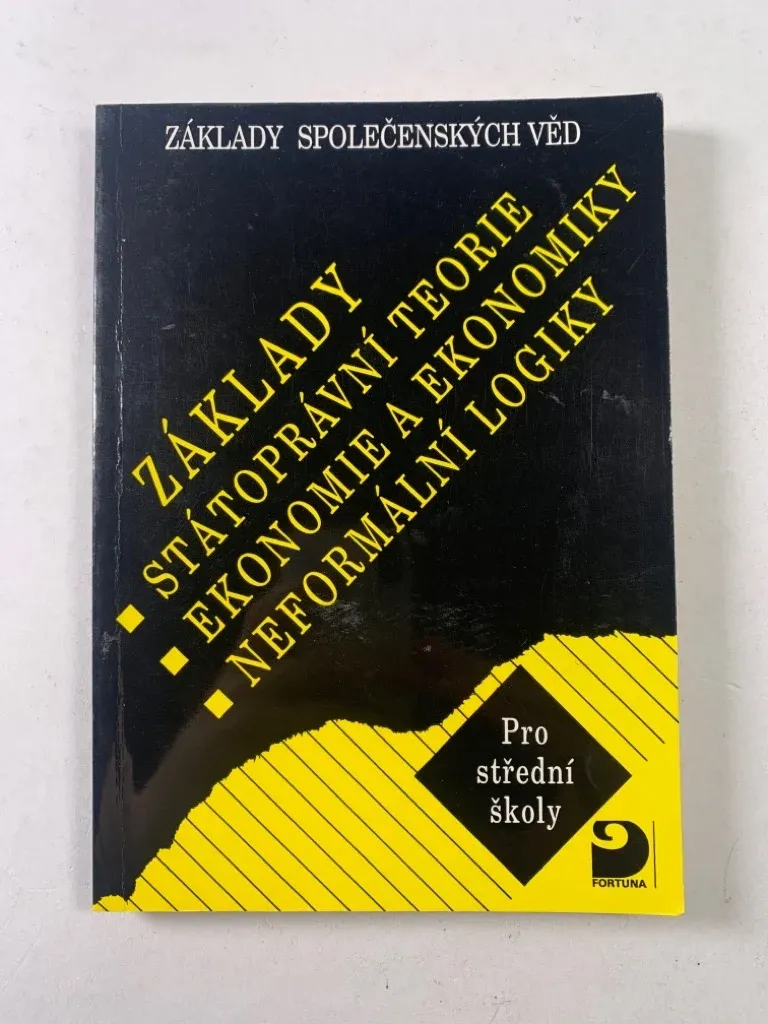 ZÁKLADY SPOLEČENSKÝCH VĚD
ZÁKLADY
STÁTOPRÁVNÍ TEORIE
EKONOMIE A EKONOMIKY
NEFORMÁLNÍ LOGIKY
Pro
střední
školy
FORTUNA